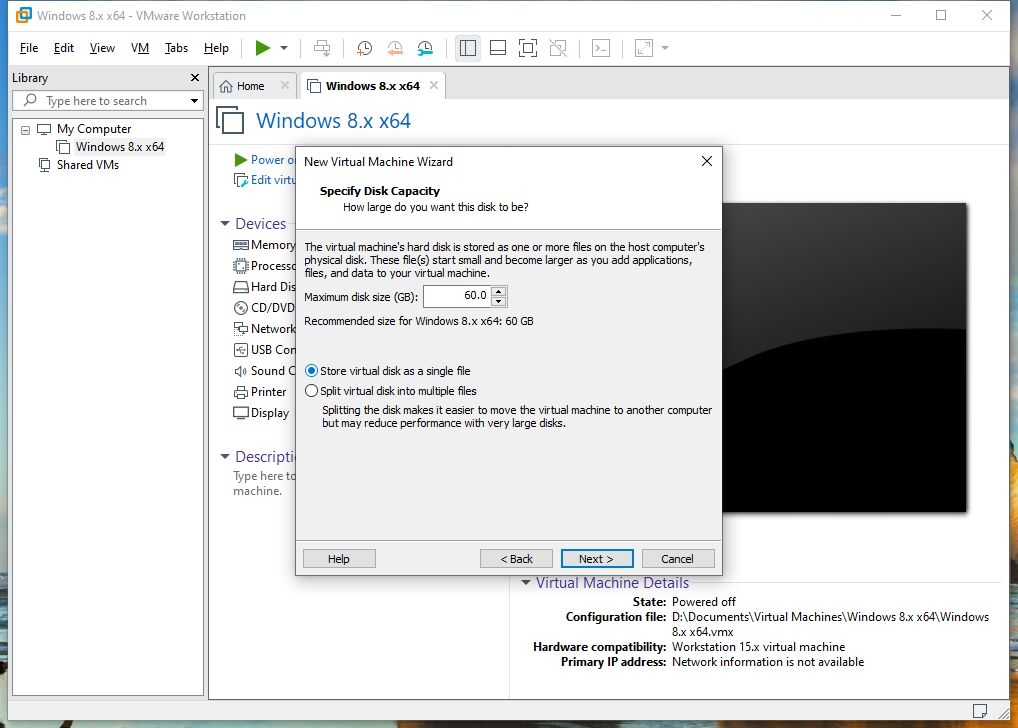 Windows 8.x x64 - VMware Workstation
File Edit View VM Tabs Help
Library
Type here to search
My Computer
Windows 8.x x64
Shared VMs
Home
Windows 8.x x64
Windows 8.x x64
Power o
Edit virtu
Devices
Memory
Processo
Hard Dis
CD/DVD
Network
USB Con
Sound C
Printer
Display
Descripti
Type here to
machine.
New Virtual Machine Wizard
Specify Disk Capacity
How large do you want this disk to be?
The virtual machine's hard disk is stored as one or more files on the host computer's
physical disk. These file(s) start small and become larger as you add applications,
files, and data to your virtual machine.
Maximum disk size (GB): 60.0
Recommended size for Windows 8.x x64: 60 GB
Store virtual disk as a single file
Split virtual disk into multiple files
Splitting the disk makes it easier to move the virtual machine to another computer
but may reduce performance with very large disks.
Help < Back Next > Cancel
Virtual Machine Details
State: Powered off
Configuration file: D:\Documents\Virtual Machines\Windows 8.x x64\Windows
8.x x64.vmx
Hardware compatibility: Workstation 15.x virtual machine
Primary IP address: Network information is not available